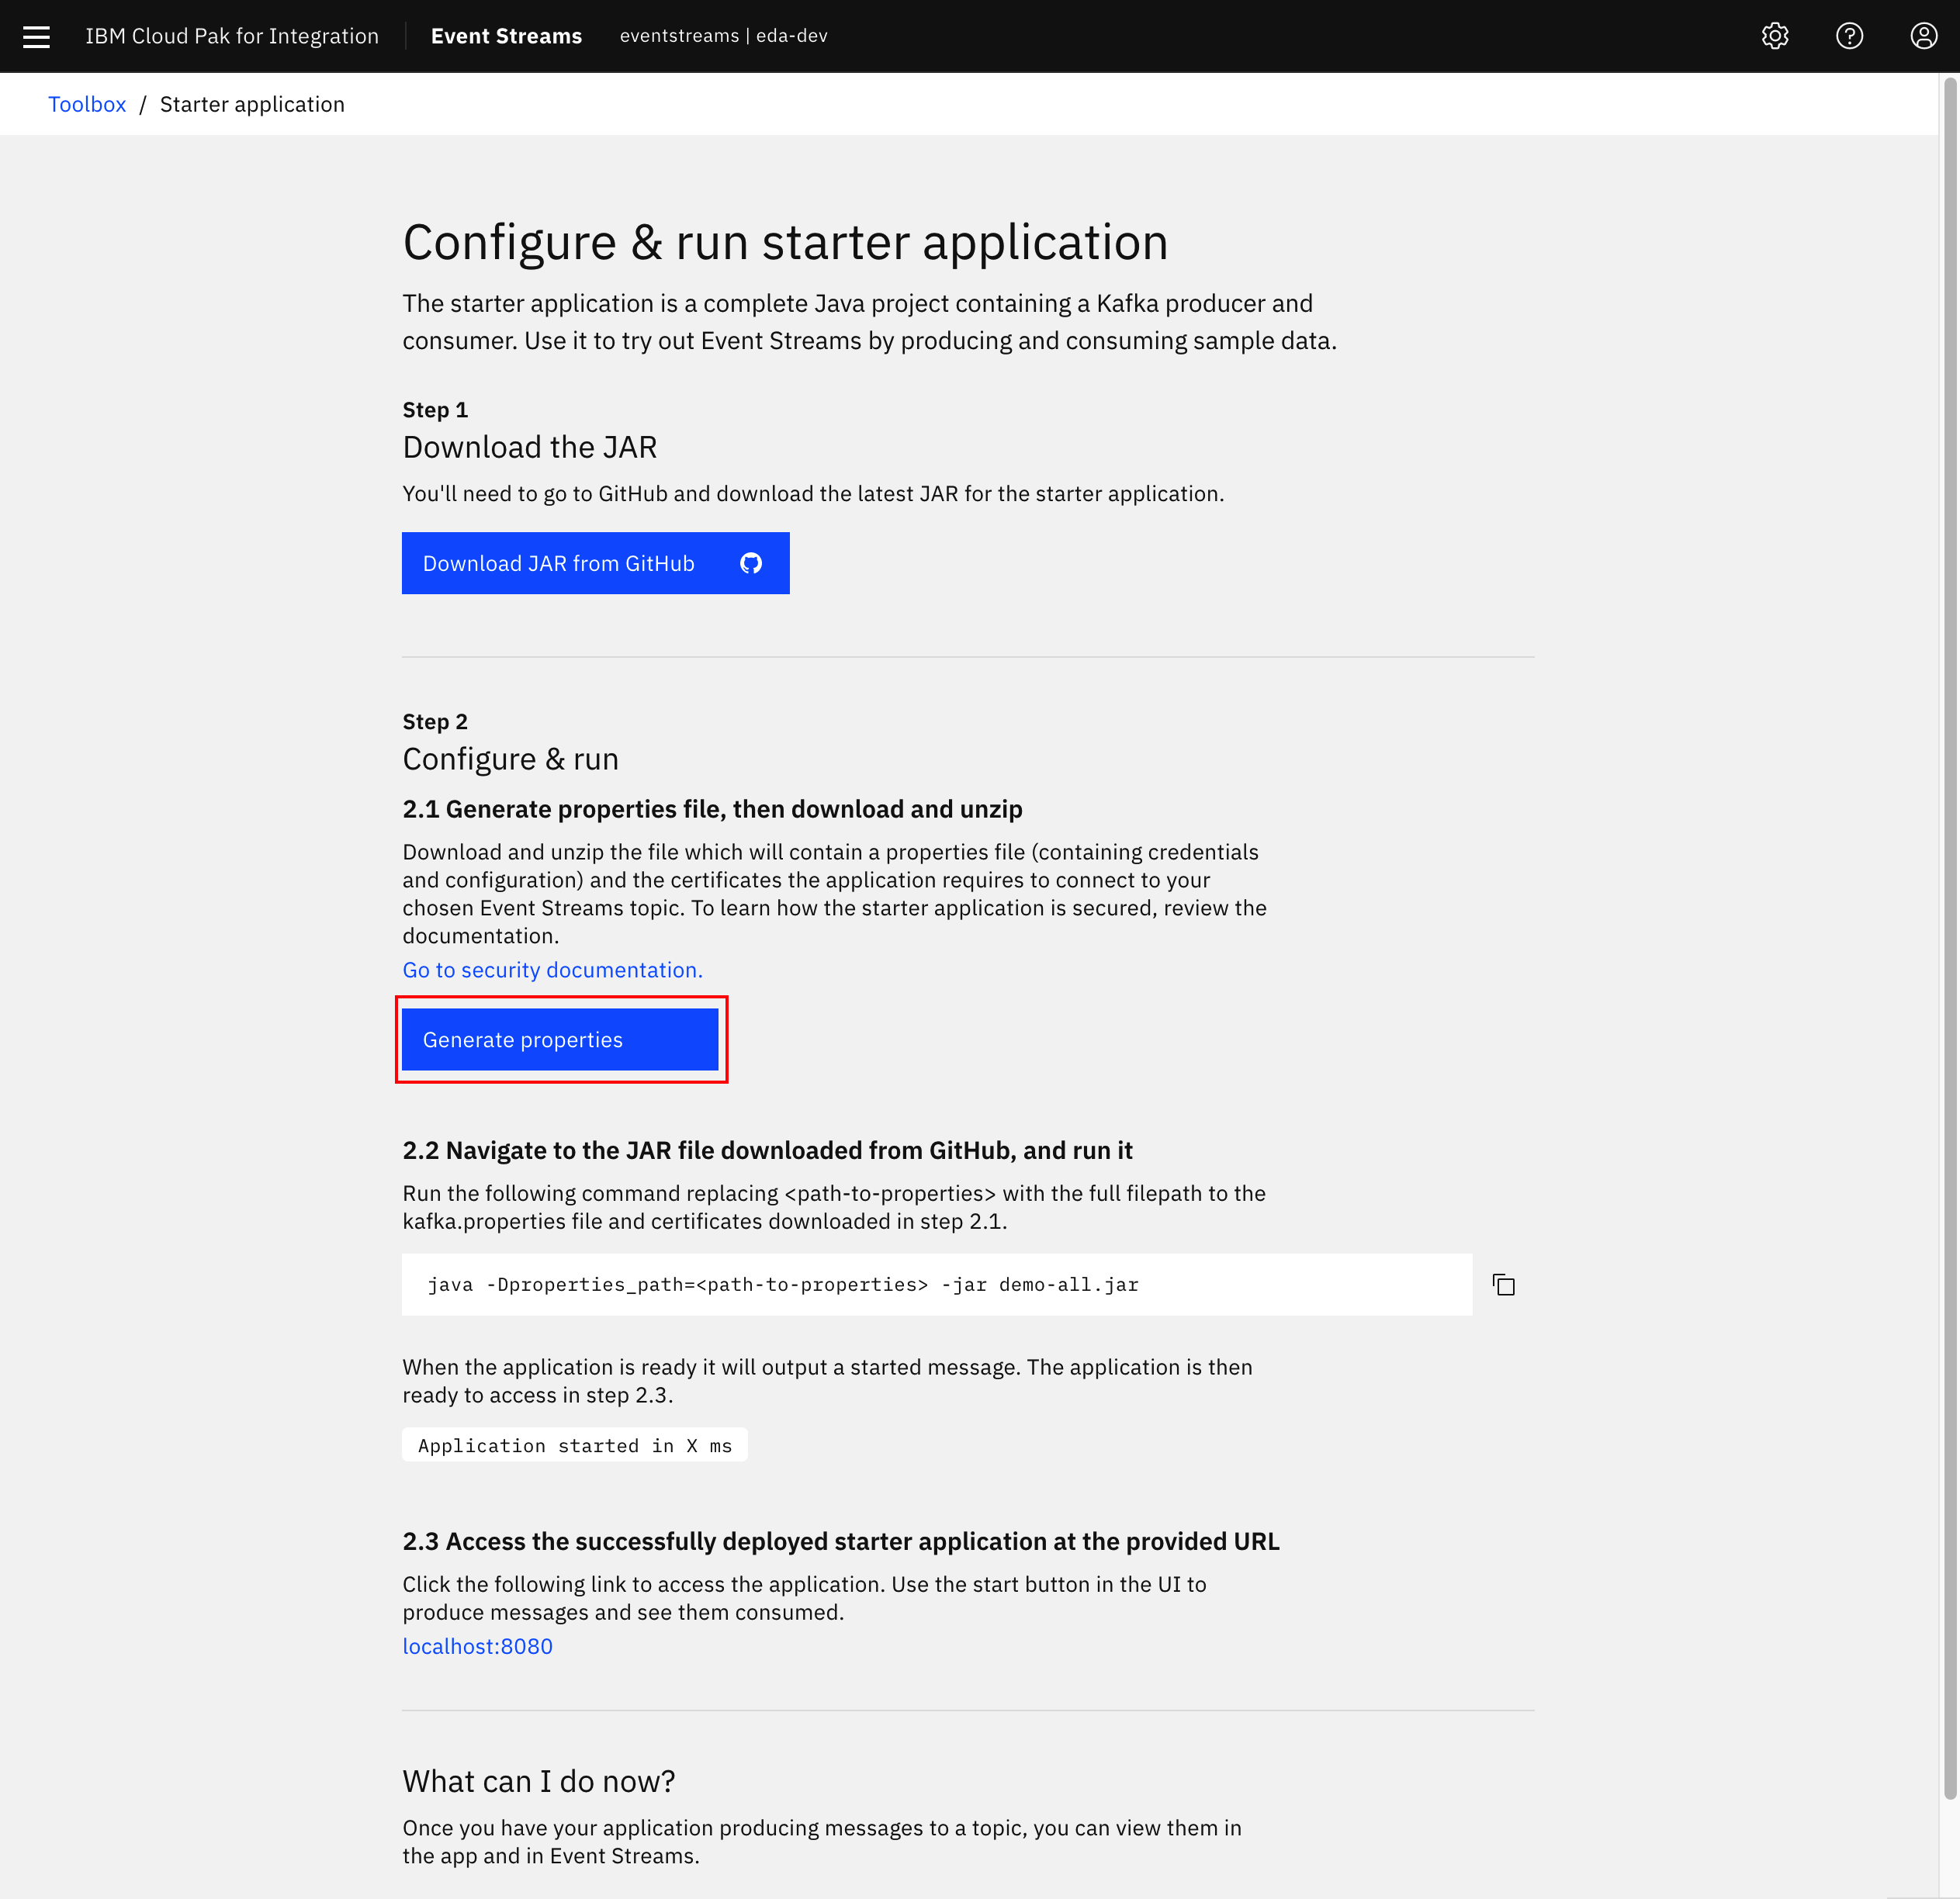 IBM Cloud Pak for Integration Event Streams eventstreams | eda-dev
Toolbox / Starter application
Configure & run starter application
The starter application is a complete Java project containing a Kafka producer and
consumer. Use it to try out Event Streams by producing and consuming sample data.
Step 1
Download the JAR
You'll need to go to GitHub and download the latest JAR for the starter application.
Download JAR from GitHub
Step 2
Configure & run
2.1 Generate properties file, then download and unzip
Download and unzip the file which will contain a properties file (containing credentials
and configuration) and the certificates the application requires to connect to your
chosen Event Streams topic. To learn how the starter application is secured, review the
documentation.
Go to security documentation.
Generate properties
2.2 Navigate to the JAR file downloaded from GitHub, and run it
Run the following command replacing <path-to-properties> with the full filepath to the
kafka.properties file and certificates downloaded in step 2.1.
java -Dproperties_path=<path-to-properties> -jar demo-all.jar
When the application is ready it will output a started message. The application is then
ready to access in step 2.3.
Application started in X ms
2.3 Access the successfully deployed starter application at the provided URL
Click the following link to access the application. Use the start button in the UI to
produce messages and see them consumed.
localhost:8080
What can I do now?
Once you have your application producing messages to a topic, you can view them in
the app and in Event Streams.